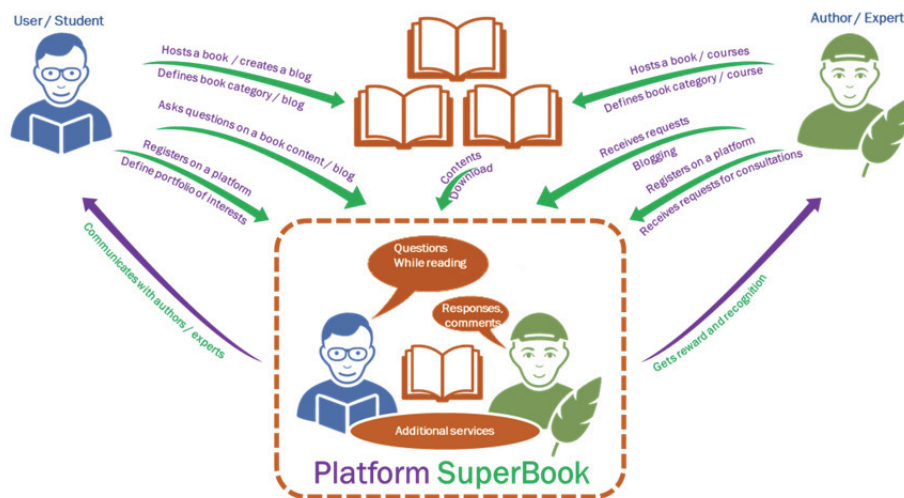 User / Student
Author / Expert
Hosts a book / creates a blog
Defines book category / blog
Asks questions on a book content / blog
Registers on a platform
Define portfolio of interests
Communicates with authors / experts
Hosts a book / courses
Defines book category / course
Receives requests
Blogging
Registers on a platform
Receives requests for consultations
Gets reward and recognition
Contents
Download
Questions
While reading
Responses,
comments
Additional services
Platform SuperBook